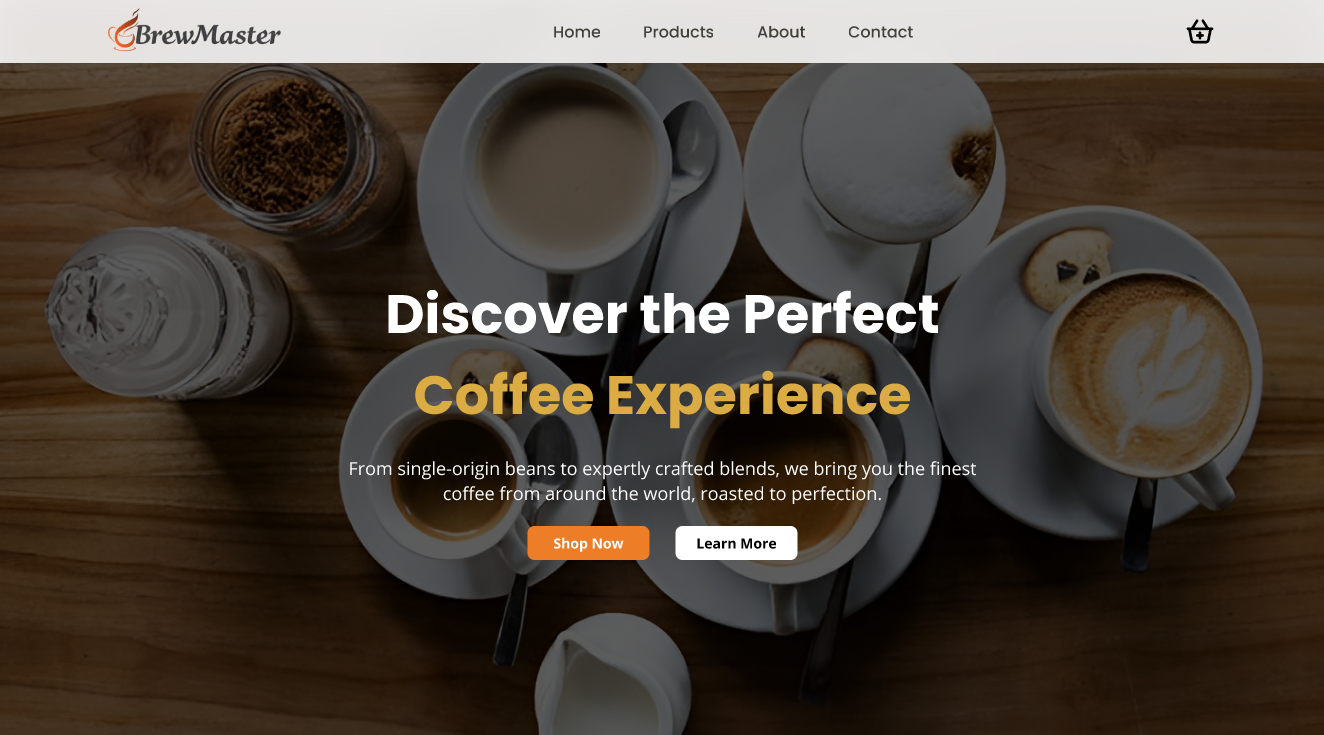 BrewMaster
Home Products About Contact
Discover the Perfect
Coffee Experience
From single-origin beans to expertly crafted blends, we bring you the finest
coffee from around the world, roasted to perfection.
Shop Now Learn More